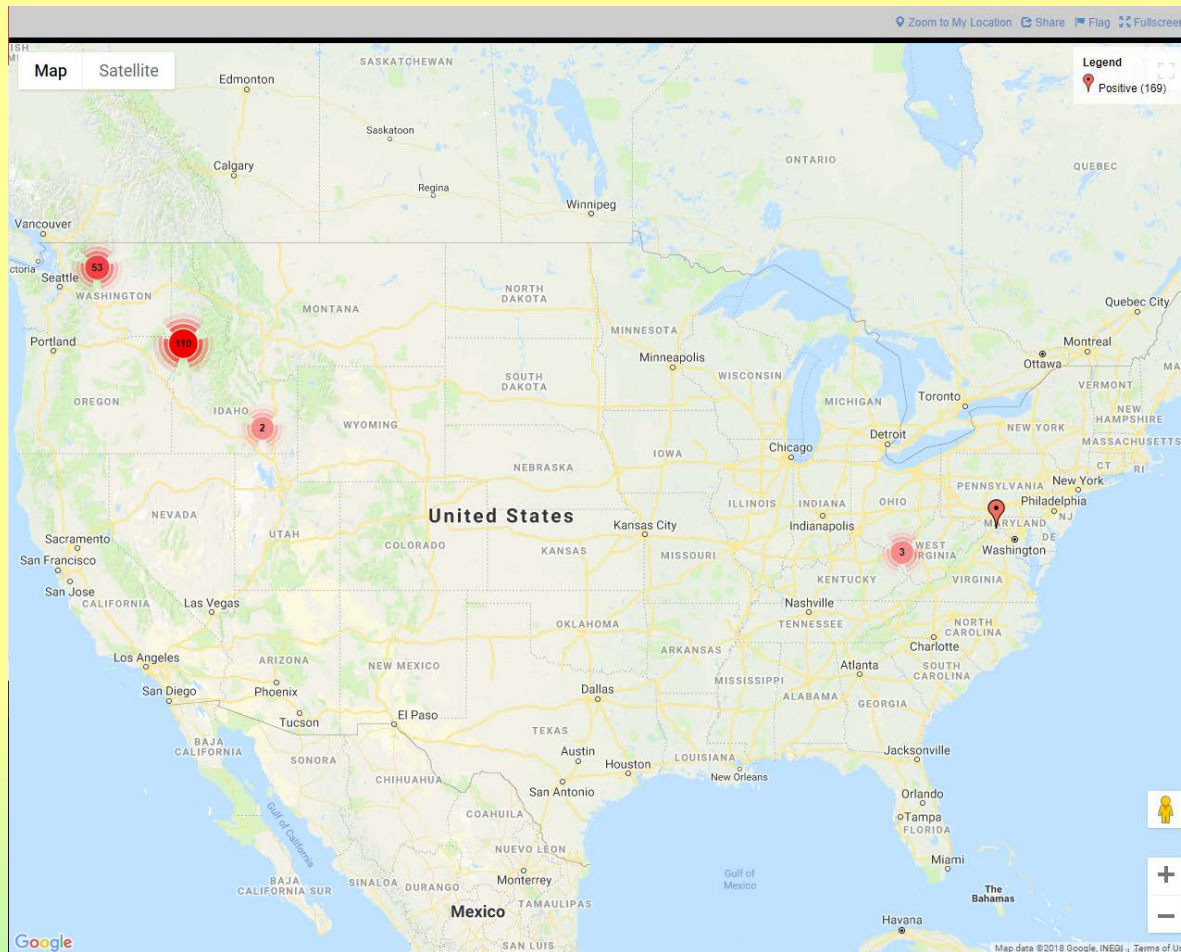 Zoom to My Location Share Flag Fullscreen
Map Satellite
Legend
Positive (169)
SASKATCHEWAN
Edmonton
Saskatoon
Calgary
Regina
Winnipeg
ONTARIO
QUEBEC
Vancouver
53
Seattle
WASHINGTON
MONTANA
NORTH
DAKOTA
Quebec City
110
Portland
MINNESOTA
Minneapolis
Montreal
Ottawa
WISCONSIN
SOUTH
DAKOTA
VERMONT
MICHIGAN
Toronto
OREGON
IDAHO
2
WYOMING
NEW
HAMPSHIRE
NEW YORK
MASSACHUSETTS
Detroit
Chicago
IOWA
CT RI
NEBRASKA
PENNSYLVANIA
New York
Philadelphia
NJ
ILLINOIS
INDIANA
OHIO
NEVADA
United States
Kansas City
Indianapolis
MARYLAND
DE
Washington
Sacramento
San Francisco
San Jose
UTAH
COLORADO
KANSAS
MISSOURI
3
WEST
VIRGINIA
KENTUCKY
VIRGINIA
CALIFORNIA
Las Vegas
Nashville
TENNESSEE
OKLAHOMA
NORTH
CAROLINA
Charlotte
Los Angeles
ARIZONA
NEW MEXICO
ARKANSAS
Atlanta
SOUTH
CAROLINA
San Diego
Phoenix
Dallas
MISSISSIPPI
ALABAMA
GEORGIA
Tucson
El Paso
TEXAS
BAJA
CALIFORNIA
SONORA
Austin
Houston
LOUISIANA
Jacksonville
CHIHUAHUA
San Antonio
New Orleans
Orlando
Tampa
FLORIDA
COAHUILA
Gulf of California
NUEVO LEON
Miami
BAJA
CALIFORNIA SUR
SINALOA
DURANGO
Monterrey
TAMAULIPAS
Gulf of
Mexico
The
Bahamas
Mexico
Havana
Google
SAN LUIS
Map data ©2018 Google, INEGI
Terms of